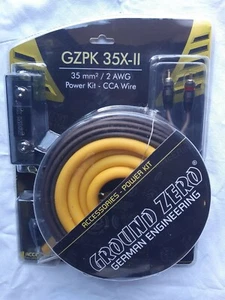 GZPK 35X-II
35 mm² / 2 AWG
Power Kit - CCA Wire
ACCESSORIES - POWER KIT
GROUND ZERO
GERMAN ENGINEERING